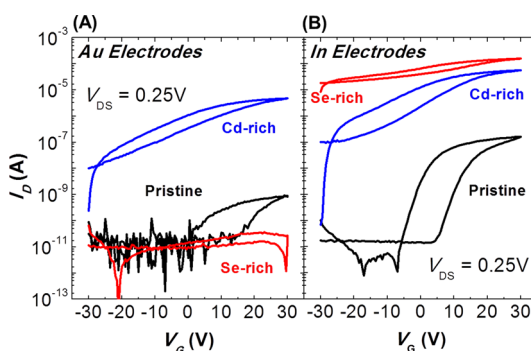 (A)
(B)
Au Electrodes
In Electrodes
V_DS = 0.25V
Cd-rich
Pristine
Se-rich
Se-rich
Cd-rich
Pristine
V_DS = 0.25V
I_D (A)
10^-3
10^-5
10^-7
10^-9
10^-11
10^-13
-30 -20 -10 0 10 20 30
-30 -20 -10 0 10 20 30
V_G (V)
V_G (V)